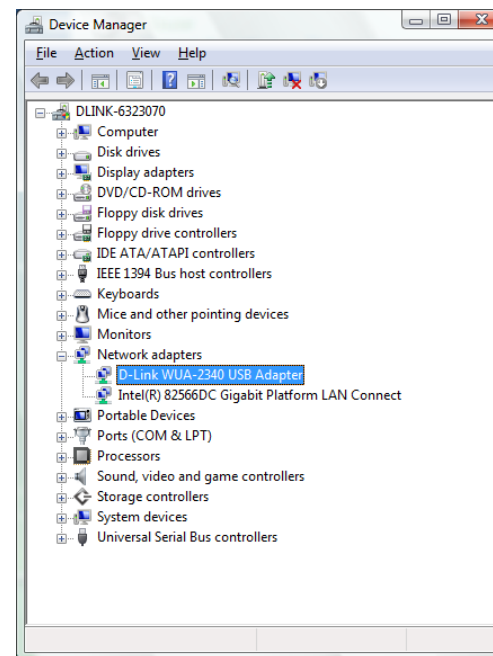 Device Manager
File Action View Help
DLINK-6323070
Computer
Disk drives
Display adapters
DVD/CD-ROM drives
Floppy disk drives
Floppy drive controllers
IDE ATA/ATAPI controllers
IEEE 1394 Bus host controllers
Keyboards
Mice and other pointing devices
Monitors
Network adapters
D-Link WUA-2340 USB Adapter
Intel(R) 82566DC Gigabit Platform LAN Connect
Portable Devices
Ports (COM & LPT)
Processors
Sound, video and game controllers
Storage controllers
System devices
Universal Serial Bus controllers